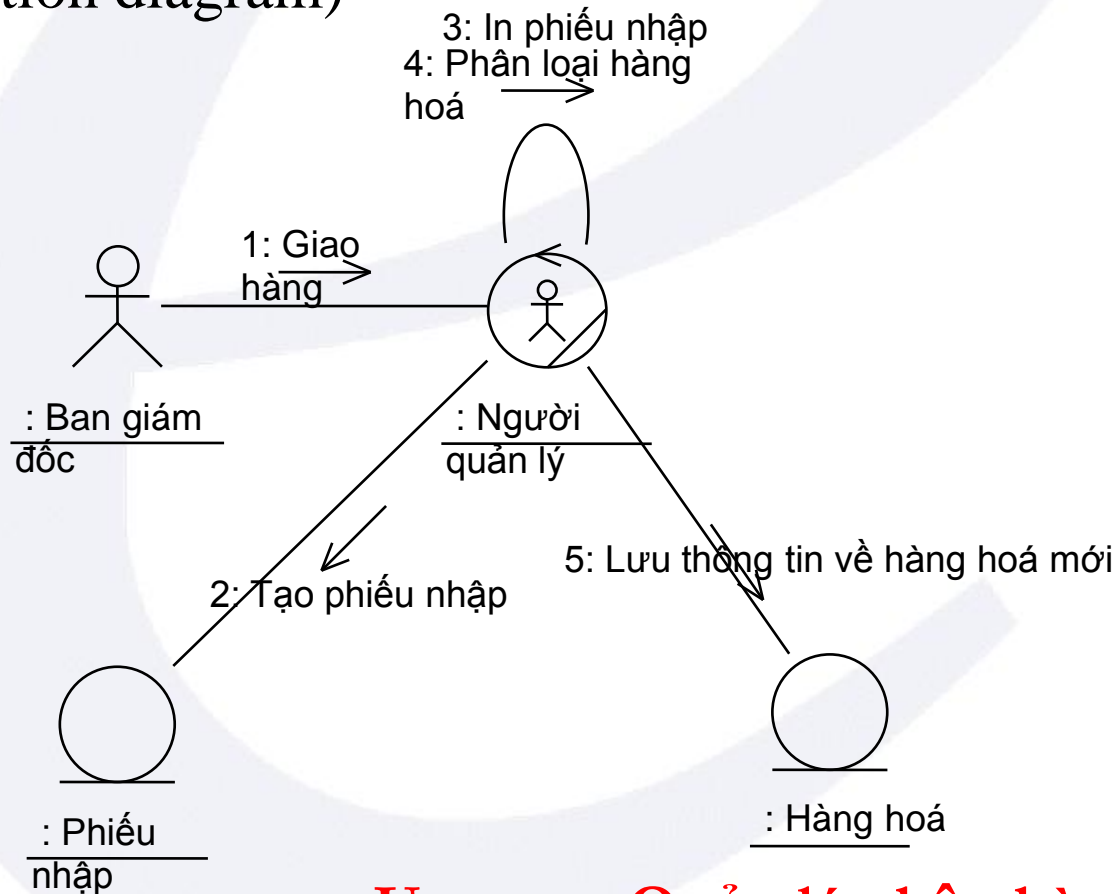 tion diagram)
3: In phiếu nhập
4: Phân loại hàng
hoá
1: Giao
hàng
: Ban giám
đốc
: Người
quản lý
5: Lưu thông tin về hàng hoá mới
2: Tạo phiếu nhập
: Phiếu
nhập
: Hàng hoá